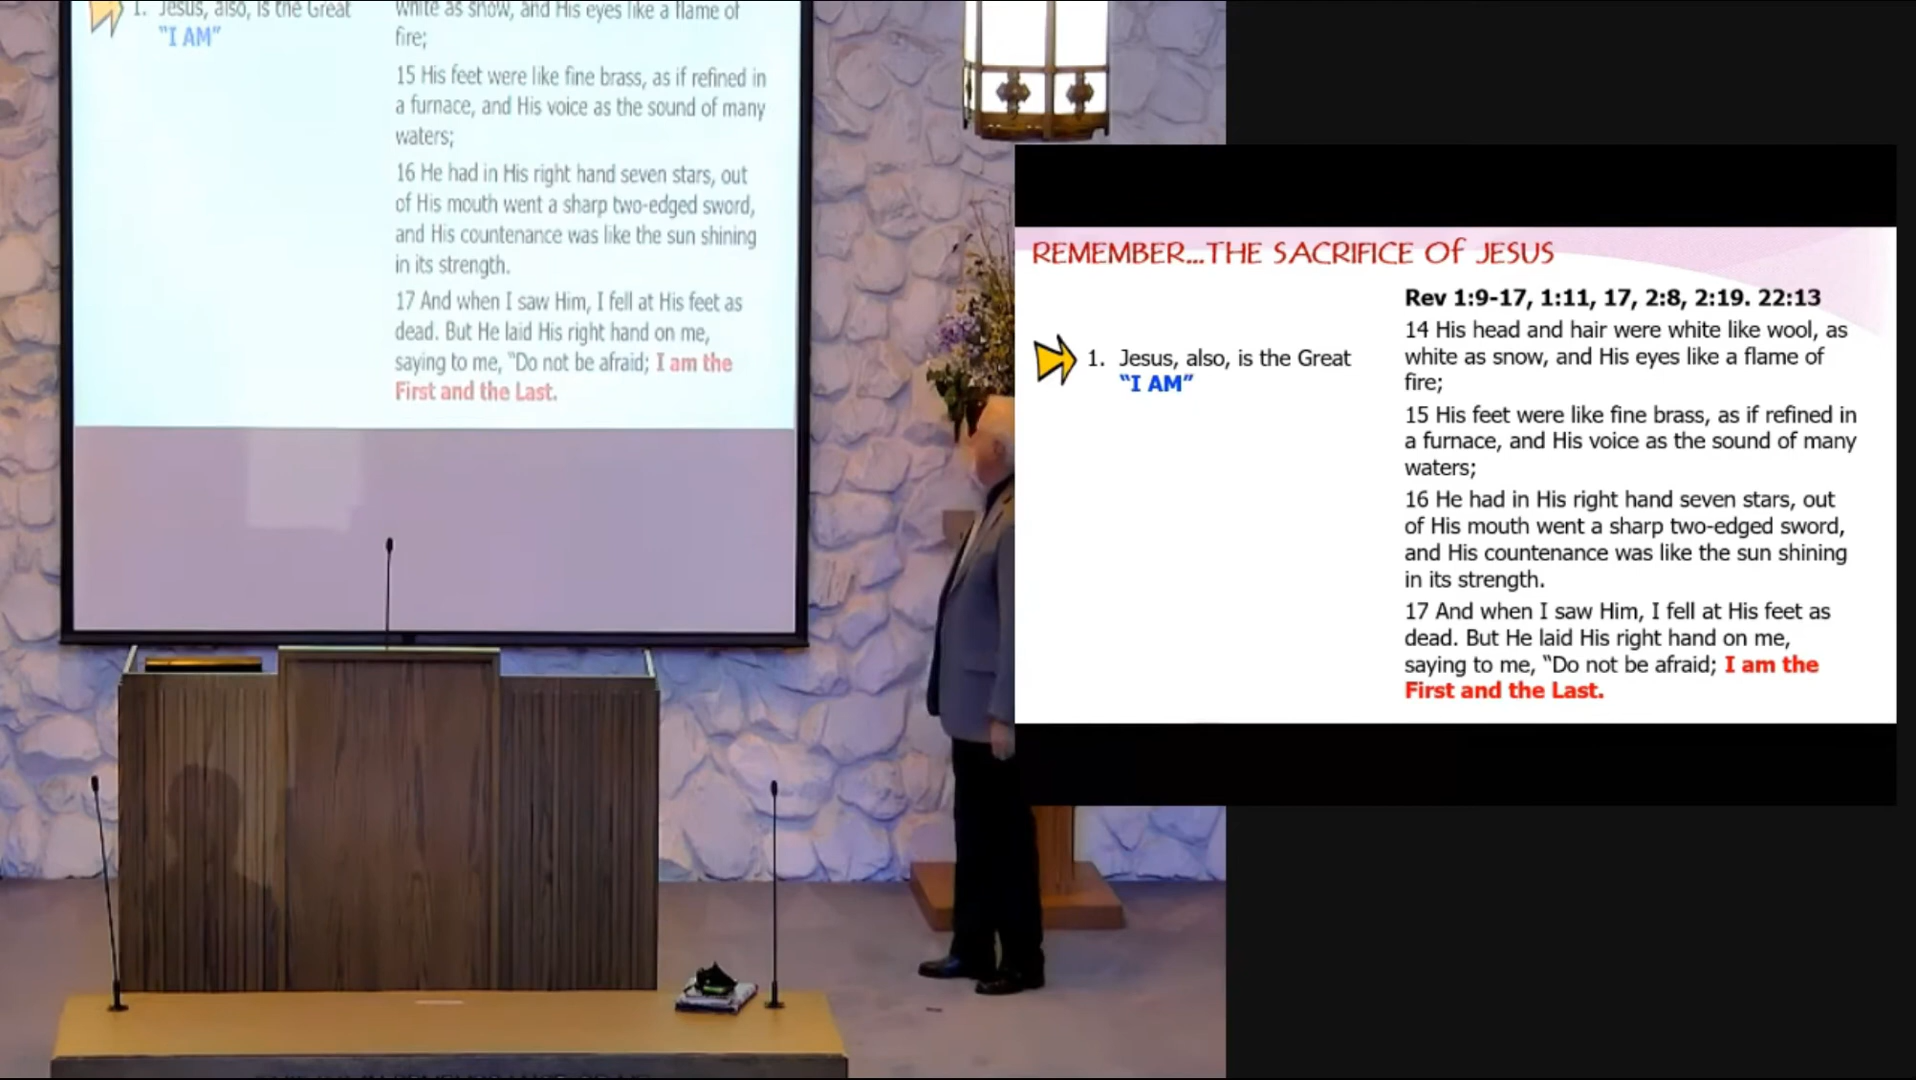 1. Jesus, also, is the Great
"I AM"
white as snow, and His eyes like a flame of
fire;
15 His feet were like fine brass, as if refined in
a furnace, and His voice as the sound of many
waters;
16 He had in His right hand seven stars, out
of His mouth went a sharp two-edged sword,
and His countenance was like the sun shining
in its strength.
17 And when I saw Him, I fell at His feet as
dead. But He laid His right hand on me,
saying to me, “Do not be afraid; I am the
First and the Last.
REMEMBER...THE SACRIFICE Of JESUS
1. Jesus, also, is the Great
"I AM"
Rev 1:9-17, 1:11, 17, 2:8, 2:19. 22:13
14 His head and hair were white like wool, as
white as snow, and His eyes like a flame of
fire;
15 His feet were like fine brass, as if refined in
a furnace, and His voice as the sound of many
waters;
16 He had in His right hand seven stars, out
of His mouth went a sharp two-edged sword,
and His countenance was like the sun shining
in its strength.
17 And when I saw Him, I fell at His feet as
dead. But He laid His right hand on me,
saying to me, “Do not be afraid; I am the
First and the Last.